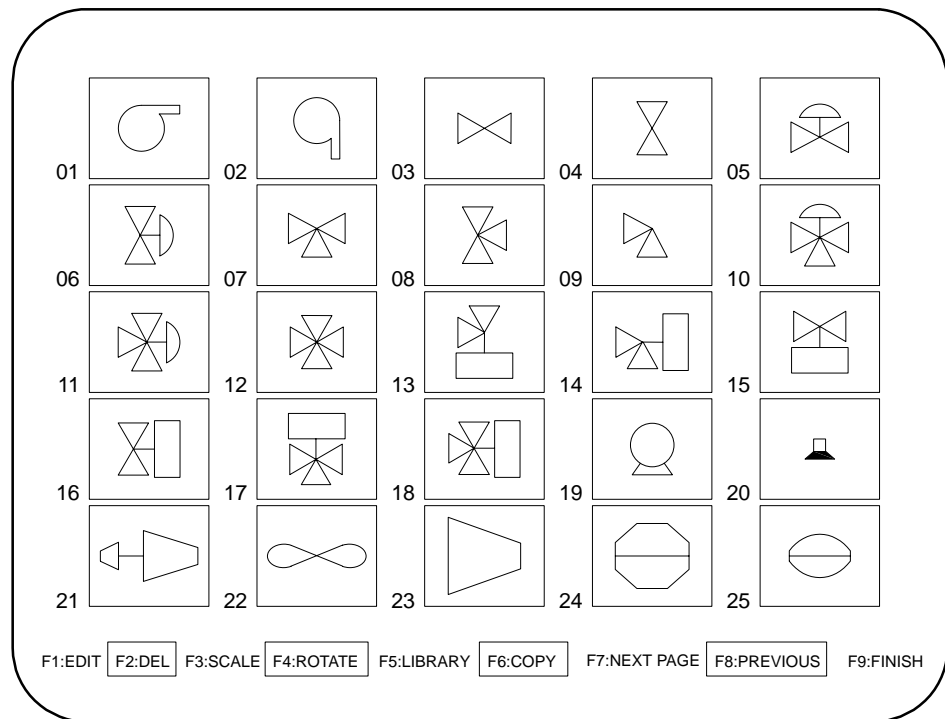 01 02 03 04 05
06 07 08 09 10
11 12 13 14 15
16 17 18 19 20
21 22 23 24 25
F1:EDIT F2:DEL F3:SCALE F4:ROTATE F5:LIBRARY F6:COPY F7:NEXT PAGE F8:PREVIOUS F9:FINISH